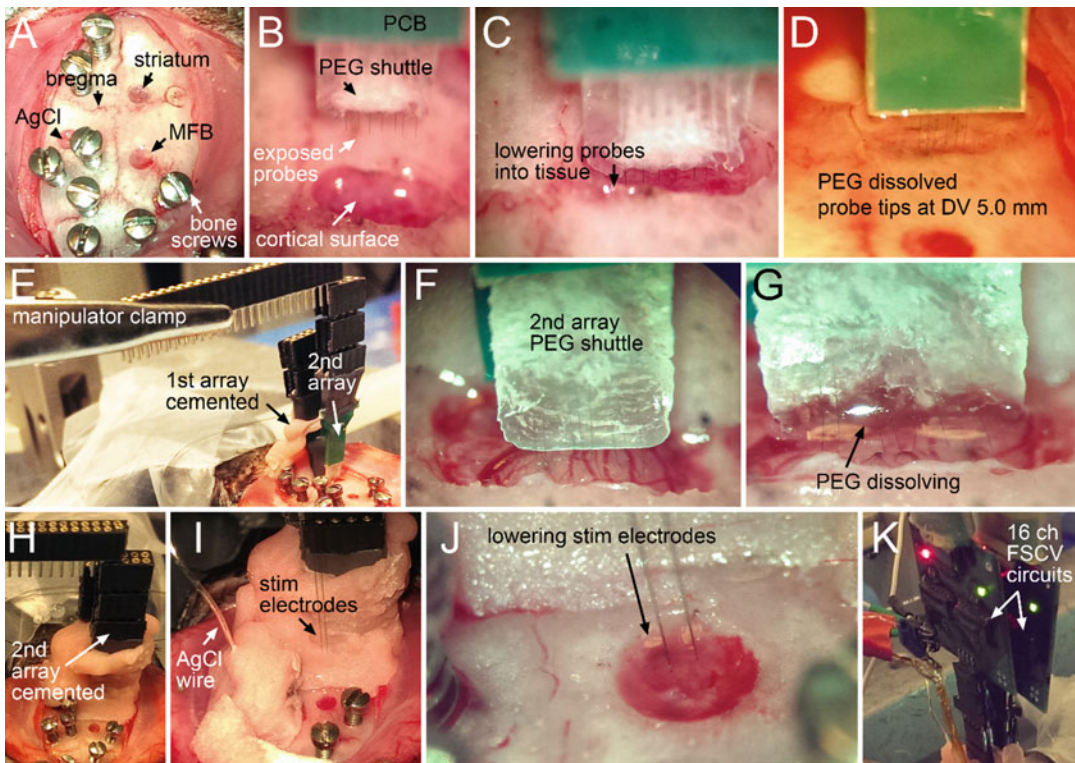 A
striatum
bregma
AgCl
MFB
bone
screws
B
PCB
PEG shuttle
exposed
probes
cortical surface
C
lowering probes
into tissue
D
PEG dissolved
probe tips at DV 5.0 mm
E
manipulator clamp
1st array
cemented
2nd
array
F
2nd array
PEG shuttle
G
PEG dissolving
H
2nd
array
cemented
I
stim
electrodes
AgCl
wire
J
lowering stim electrodes
K
16 ch
FSCV
circuits